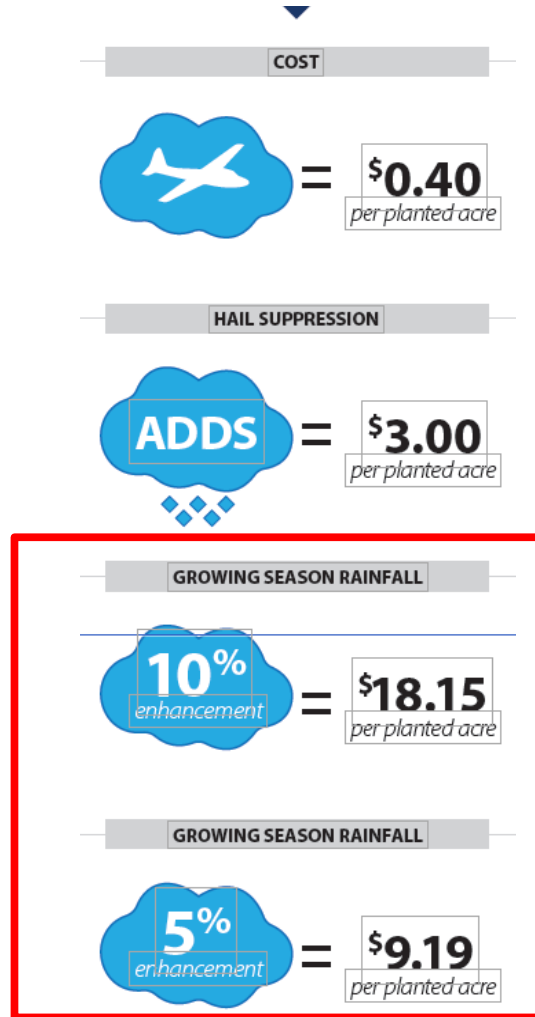 COST
= $0.40
per planted acre
HAIL SUPPRESSION
ADDS = $3.00
per planted acre
GROWING SEASON RAINFALL
10% = $18.15
enhancement per planted acre
GROWING SEASON RAINFALL
5% = $9.19
enhancement per planted acre